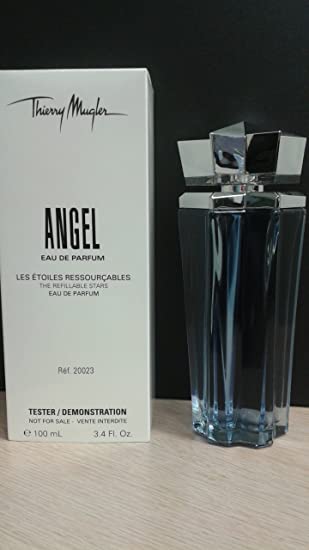 Thierry Mugler
ANGEL
EAU DE PARFUM
LES ÉTOILES RESSOURÇABLES
THE REFILLABLE STARS
EAU DE PARFUM
Réf. 20023
TESTER / DEMONSTRATION
NOT FOR SALE - VENTE INTERDITE
e 100 mL 3.4 Fl. Oz.